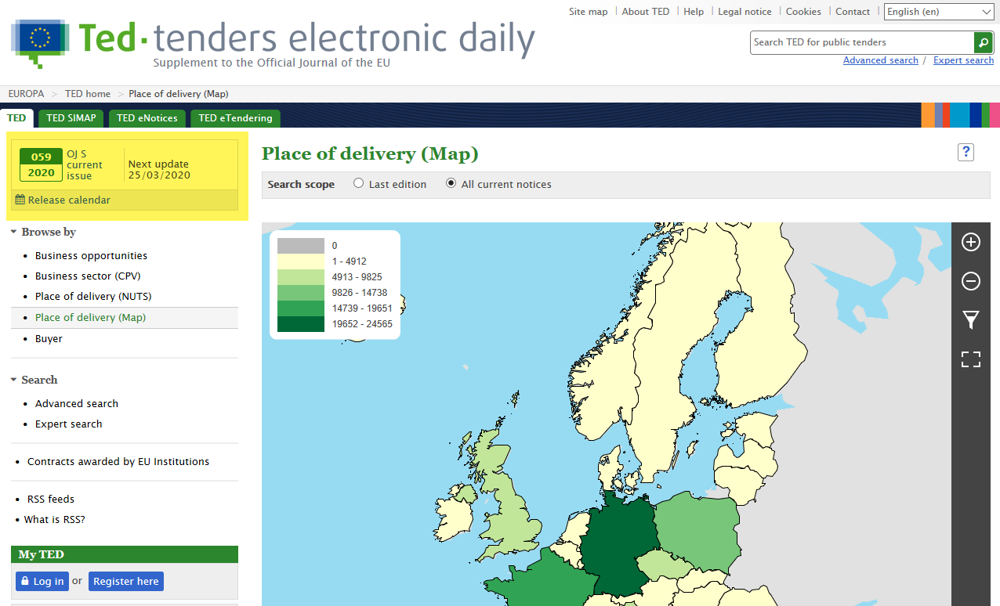 Site map About TED Help Legal notice Cookies Contact English (en)
Ted·tenders electronic daily
Supplement to the Official Journal of the EU
Search TED for public tenders
Advanced search / Expert search
EUROPA > TED home > Place of delivery (Map)
TED TED SIMAP TED eNotices TED eTendering
059
2020
OJ S
current
issue
Next update
25/03/2020
Release calendar
Browse by
• Business opportunities
• Business sector (CPV)
• Place of delivery (NUTS)
• Place of delivery (Map)
• Buyer
Search
• Advanced search
• Expert search
• Contracts awarded by EU Institutions
• RSS feeds
• What is RSS?
My TED
Log in or Register here
Place of delivery (Map)
?
Search scope Last edition All current notices
0
1 - 4912
4913 - 9825
9826 - 14738
14739 - 19651
19652 - 24565